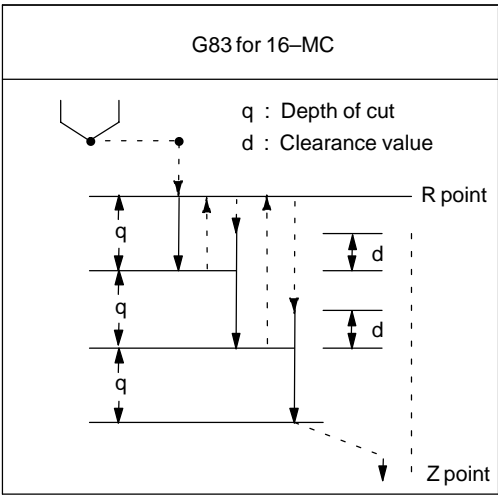 G83 for 16–MC
q : Depth of cut
d : Clearance value
R point
q
d
q
d
q
Z point